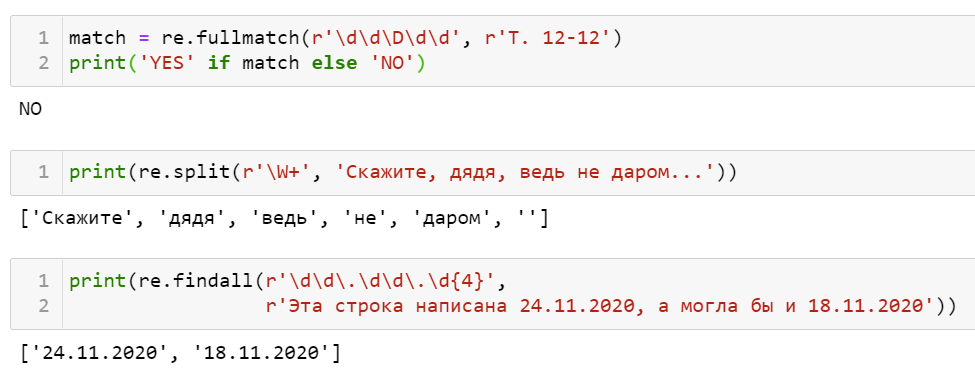 1 match = re.fullmatch(r'\d\d\D\d\d', r'Т. 12-12')
2 print('YES' if match else 'NO')
NO
1 print(re.split(r'\W+', 'Скажите, дядя, ведь не даром...'))
['Скажите', 'дядя', 'ведь', 'не', 'даром', '']
1 print(re.findall(r'\d\d\.\d\d\.\d{4}',
2 r'Эта строка написана 24.11.2020, а могла бы и 18.11.2020'))
['24.11.2020', '18.11.2020']